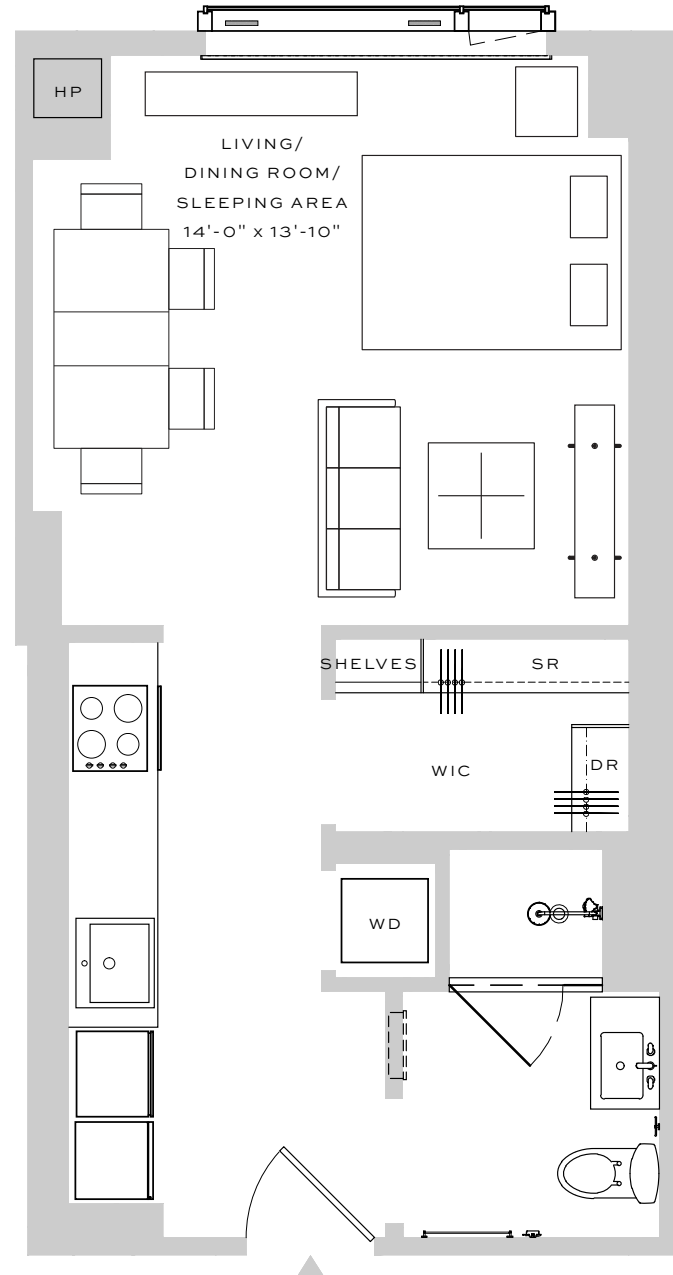 HP
LIVING/
DINING ROOM/
SLEEPING AREA
14'-0" x 13'-10"
SHELVES
SR
WIC
DR
WD